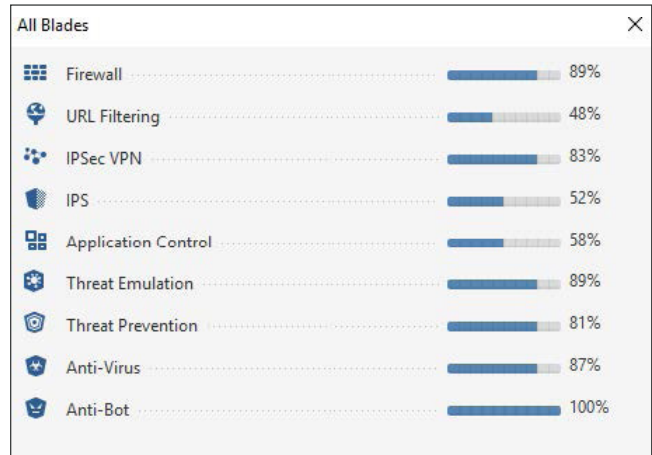 All Blades
Firewall 89%
URL Filtering 48%
IPSec VPN 83%
IPS 52%
Application Control 58%
Threat Emulation 89%
Threat Prevention 81%
Anti-Virus 87%
Anti-Bot 100%